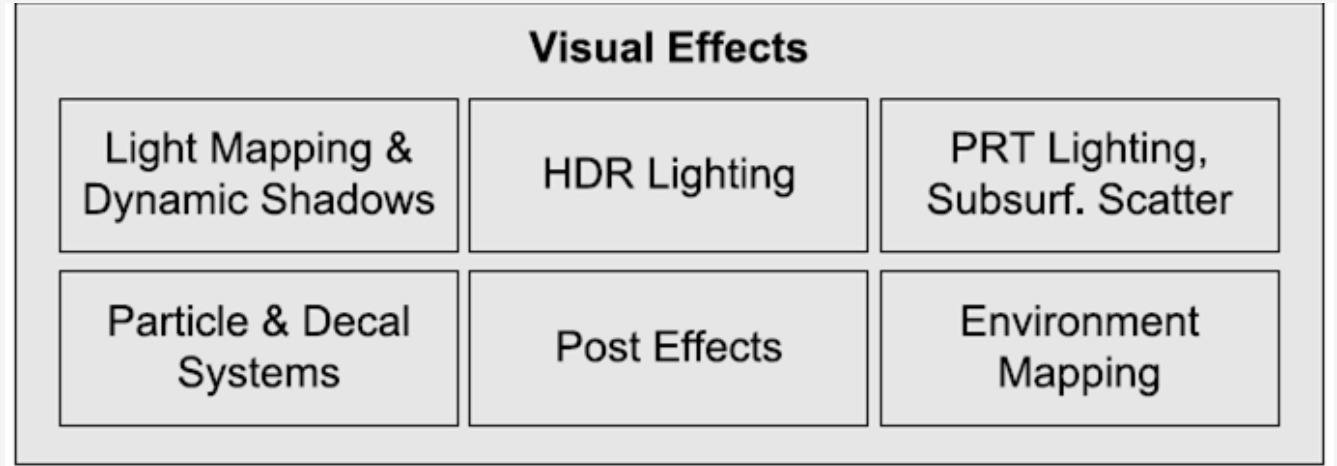 Visual Effects
Light Mapping &
Dynamic Shadows
HDR Lighting
PRT Lighting,
Subsurf. Scatter
Particle & Decal
Systems
Post Effects
Environment
Mapping